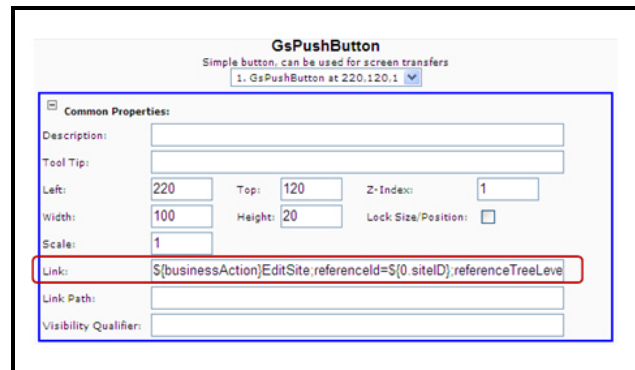 GsPushButton
Simple button, can be used for screen transfers
1. GsPushButton at 220,120,1
Common Properties:
Description:
Tool Tip:
Left: 220 Top: 120 Z-Index: 1
Width: 100 Height: 20 Lock Size/Position:
Scale: 1
Link: ${businessAction}EditSite;referenceId=${0.siteID};referenceTreeLeve
Link Path:
Visibility Qualifier: